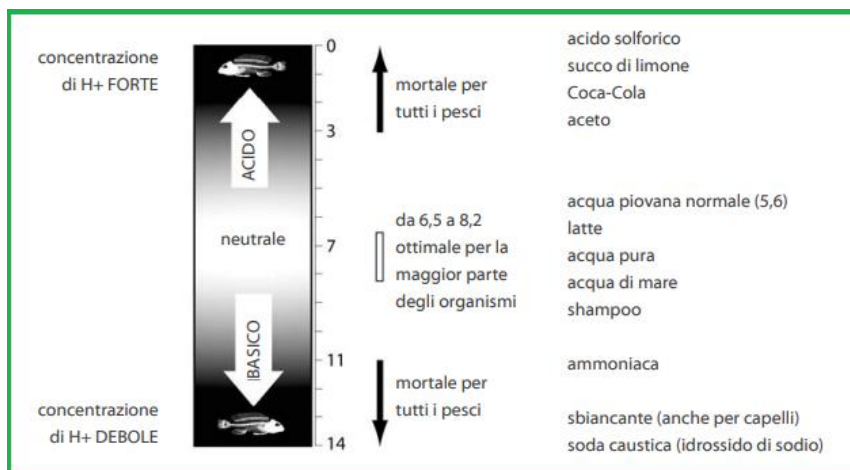 concentrazione
di H+ FORTE
ACIDO
neutrale
IBASICO
concentrazione
di H+ DEBOLE
0
3
7
11
14
mortale per
tutti i pesci
da 6,5 a 8,2
ottimale per la
maggior parte
degli organismi
mortale per
tutti i pesci
acido solforico
succo di limone
Coca-Cola
aceto
acqua piovana normale (5,6)
latte
acqua pura
acqua di mare
shampoo
ammoniaca
sbiancante (anche per capelli)
soda caustica (idrossido di sodio)